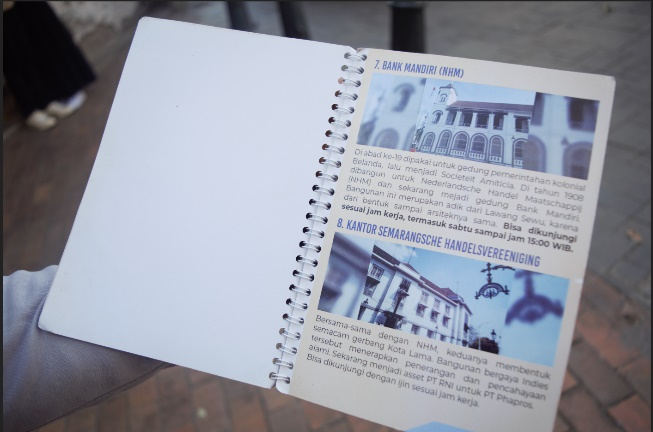 7. BANK MANDIRI (NHM)
Di abad ke-19 dipakai untuk gedung pemerintahan kolonial
Belanda, lalu menjadi Societeit Amiticia. Di tahun 1908
dibangun untuk Nederlandsche Handel Maatschappij
(NHM) dan sekarang mejadi gedung Bank Mandiri.
Bangunan ini merupakan adik dari Lawang Sewu, karena
dari bentuk sampai arsiteknya sama. Bisa dikunjungi
sesuai jam kerja, termasuk sabtu sampai jam 15:00 WIB.
8. KANTOR SEMARANGSCHE HANDELSVEREENIGING
Bersama-sama dengan NHM, keduanya membentuk
semacam gerbang Kota Lama. Bangunan bergaya Indies
tersebut menerapkan penerangan dan pencahayaan
alami. Sekarang menjadi asset PT RNI untuk PT Phapros.
Bisa dikunjungi dengan ijin sesuai jam kerja.